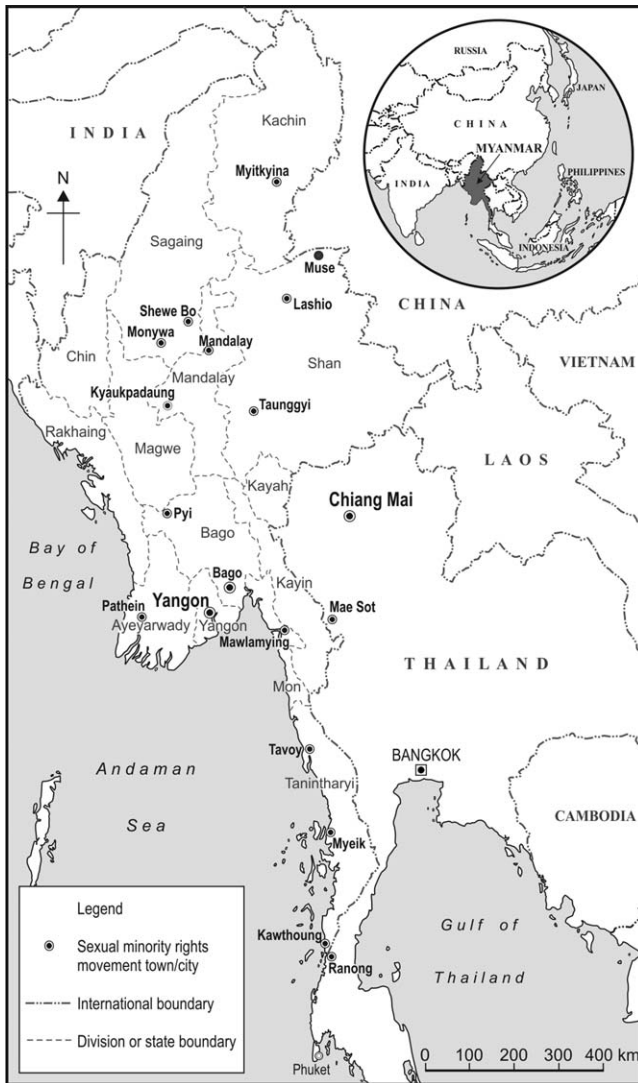 RUSSIA
JAPAN
CHINA
MYANMAR
INDIA
PHILIPPINES
INDONESIA
INDIA
Kachin
Myitkyina
N
Sagaing
Muse
Lashio
CHINA
Shewe Bo
Monywa
Mandalay
Shan
VIETNAM
Chin
Mandalay
Kyaukpadaung
Taunggyi
Rakhaing
Magwe
LAOS
Kayah
Chiang Mai
Pyi
Bago
Bay of
Bengal
Bago
Kayin
Pathein
Yangon
Mae Sot
Ayeyarwady
Yangon
Mawlamying
THAILAND
Mon
Tavoy
BANGKOK
Andaman
Sea
Tanintharyi
CAMBODIA
Myeik
Legend
Sexual minority rights
movement town/city
International boundary
Division or state boundary
Kawthoung
Ranong
Gulf of
Thailand
Phuket
0 100 200 300 400 km